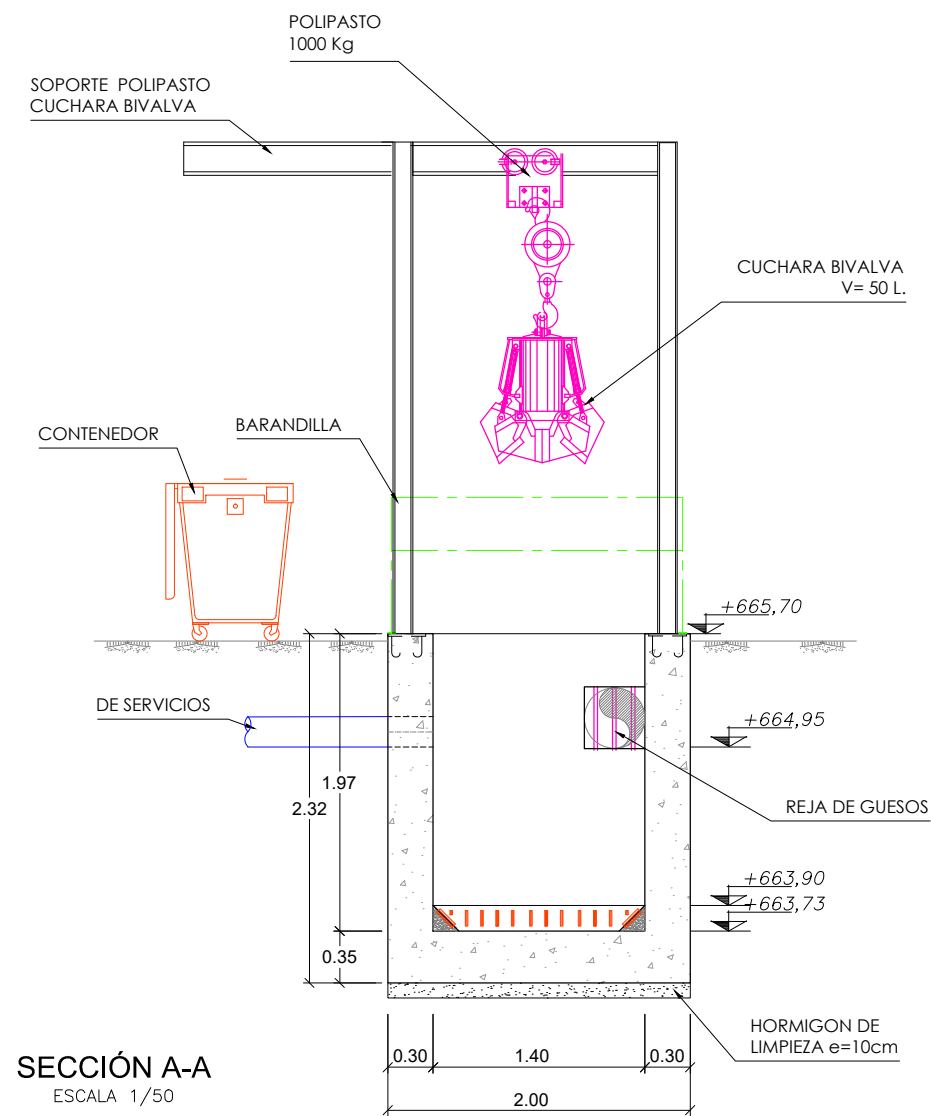 POLIPASTO
1000 Kg
SOPORTE POLIPASTO
CUCHARA BIVALVA
CUCHARA BIVALVA
V= 50 L.
CONTENEDOR
BARANDILLA
+665,70
DE SERVICIOS
+664,95
1.97
2.32
REJA DE GUESOS
+663,90
+663,73
0.35
HORMIGON DE
LIMPIEZA e=10cm
0.30
1.40
0.30
2.00
SECCIÓN A-A
ESCALA 1/50